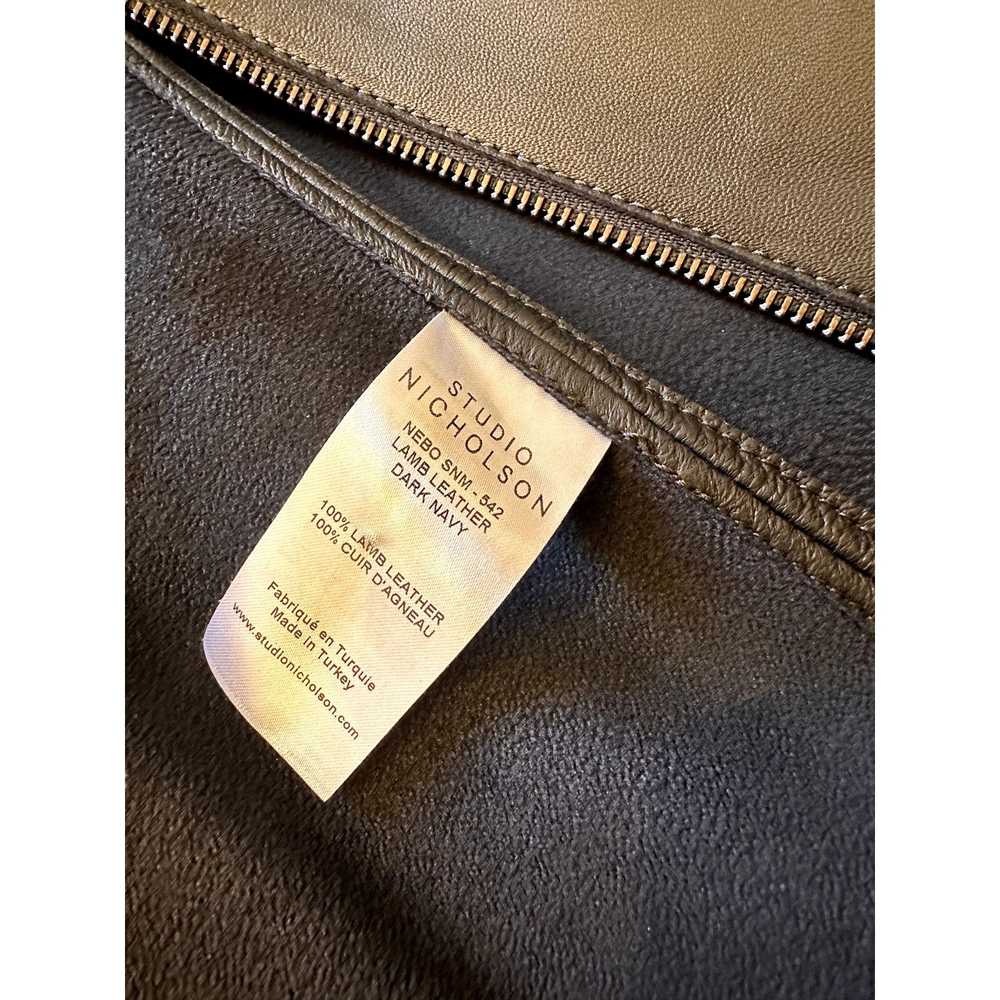 STUDIO
NICHOLSON
NEBO SNM - 542
LAMB LEATHER
DARK NAVY
100% LAMB LEATHER
100% CUIR D'AGNEAU
Fabriqué en Turquie
Made in Turkey
www.studionicholson.com